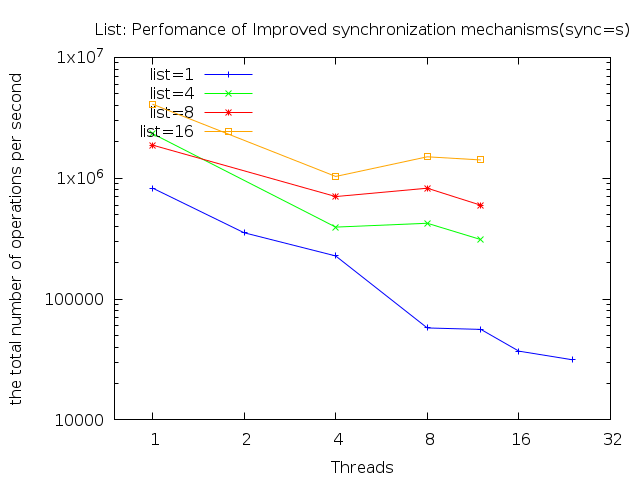 List: Perfomance of Improved synchronization mechanisms(sync=s)
the total number of operations per second
1x10^7
1x10^6
100000
10000
list=1
list=4
list=8
list=16
1 2 4 8 16 32
Threads